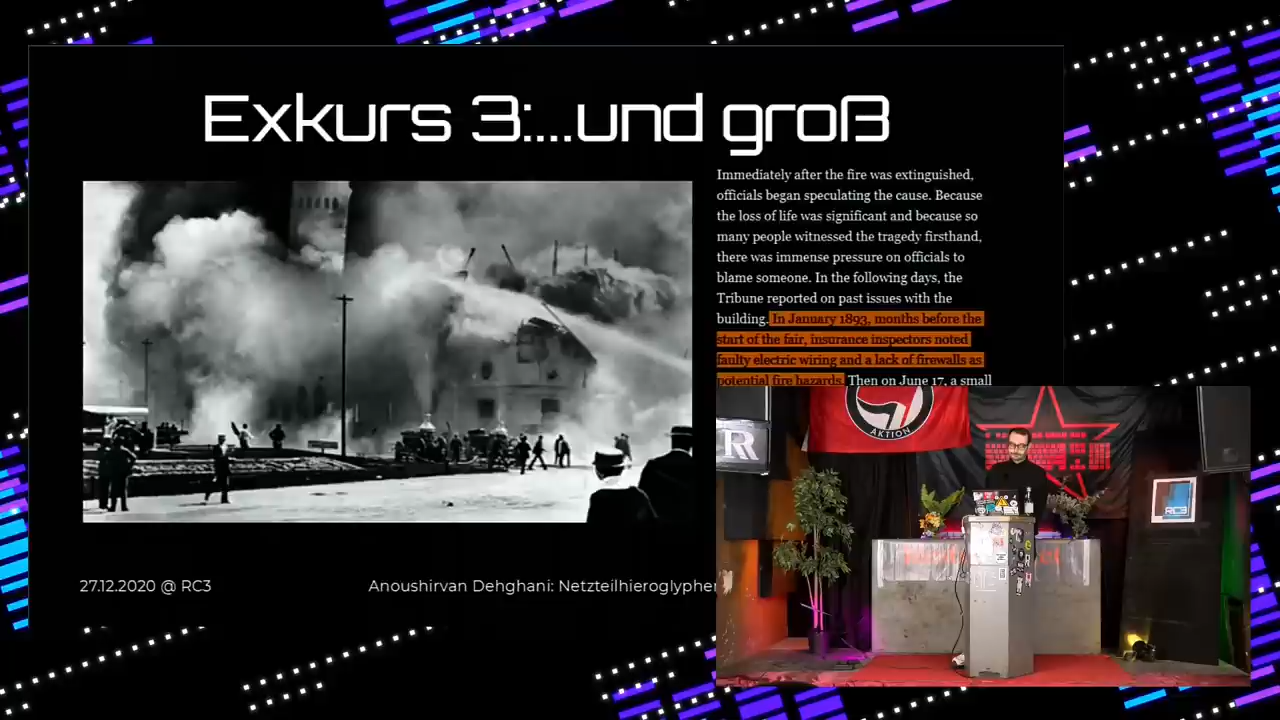 Exkurs 3:...und groß
Immediately after the fire was extinguished,
officials began speculating the cause. Because
the loss of life was significant and because so
many people witnessed the tragedy firsthand,
there was immense pressure on officials to
blame someone. In the following days, the
Tribune reported on past issues with the
building. In January 1893, months before the
start of the fair, insurance inspectors noted
faulty electric wiring and a lack of firewalls as
potential fire hazards. Then on June 17, a small
AKTION
R
RC3
27.12.2020 @ RC3
Anoushirvan Dehghani: Netzteilhieroglyphen